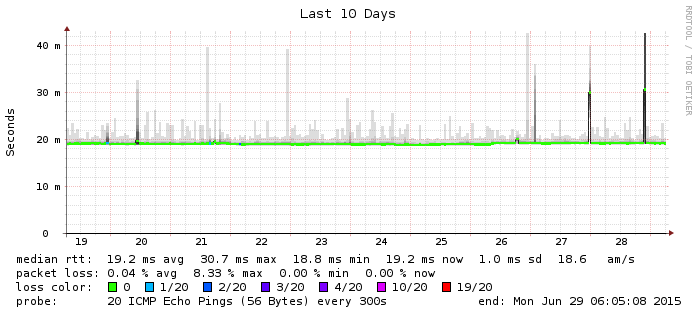 Last 10 Days
RRDTOOL / TOBI OETIKER
Seconds
40 m
30 m
20 m
10 m
0
19 20 21 22 23 24 25 26 27 28
median rtt: 19.2 ms avg 30.7 ms max 18.8 ms min 19.2 ms now 1.0 ms sd 18.6 am/s
packet loss: 0.04 % avg 8.33 % max 0.00 % min 0.00 % now
loss color: 0 1/20 2/20 3/20 4/20 10/20 19/20
probe: 20 ICMP Echo Pings (56 Bytes) every 300s end: Mon Jun 29 06:05:08 2015